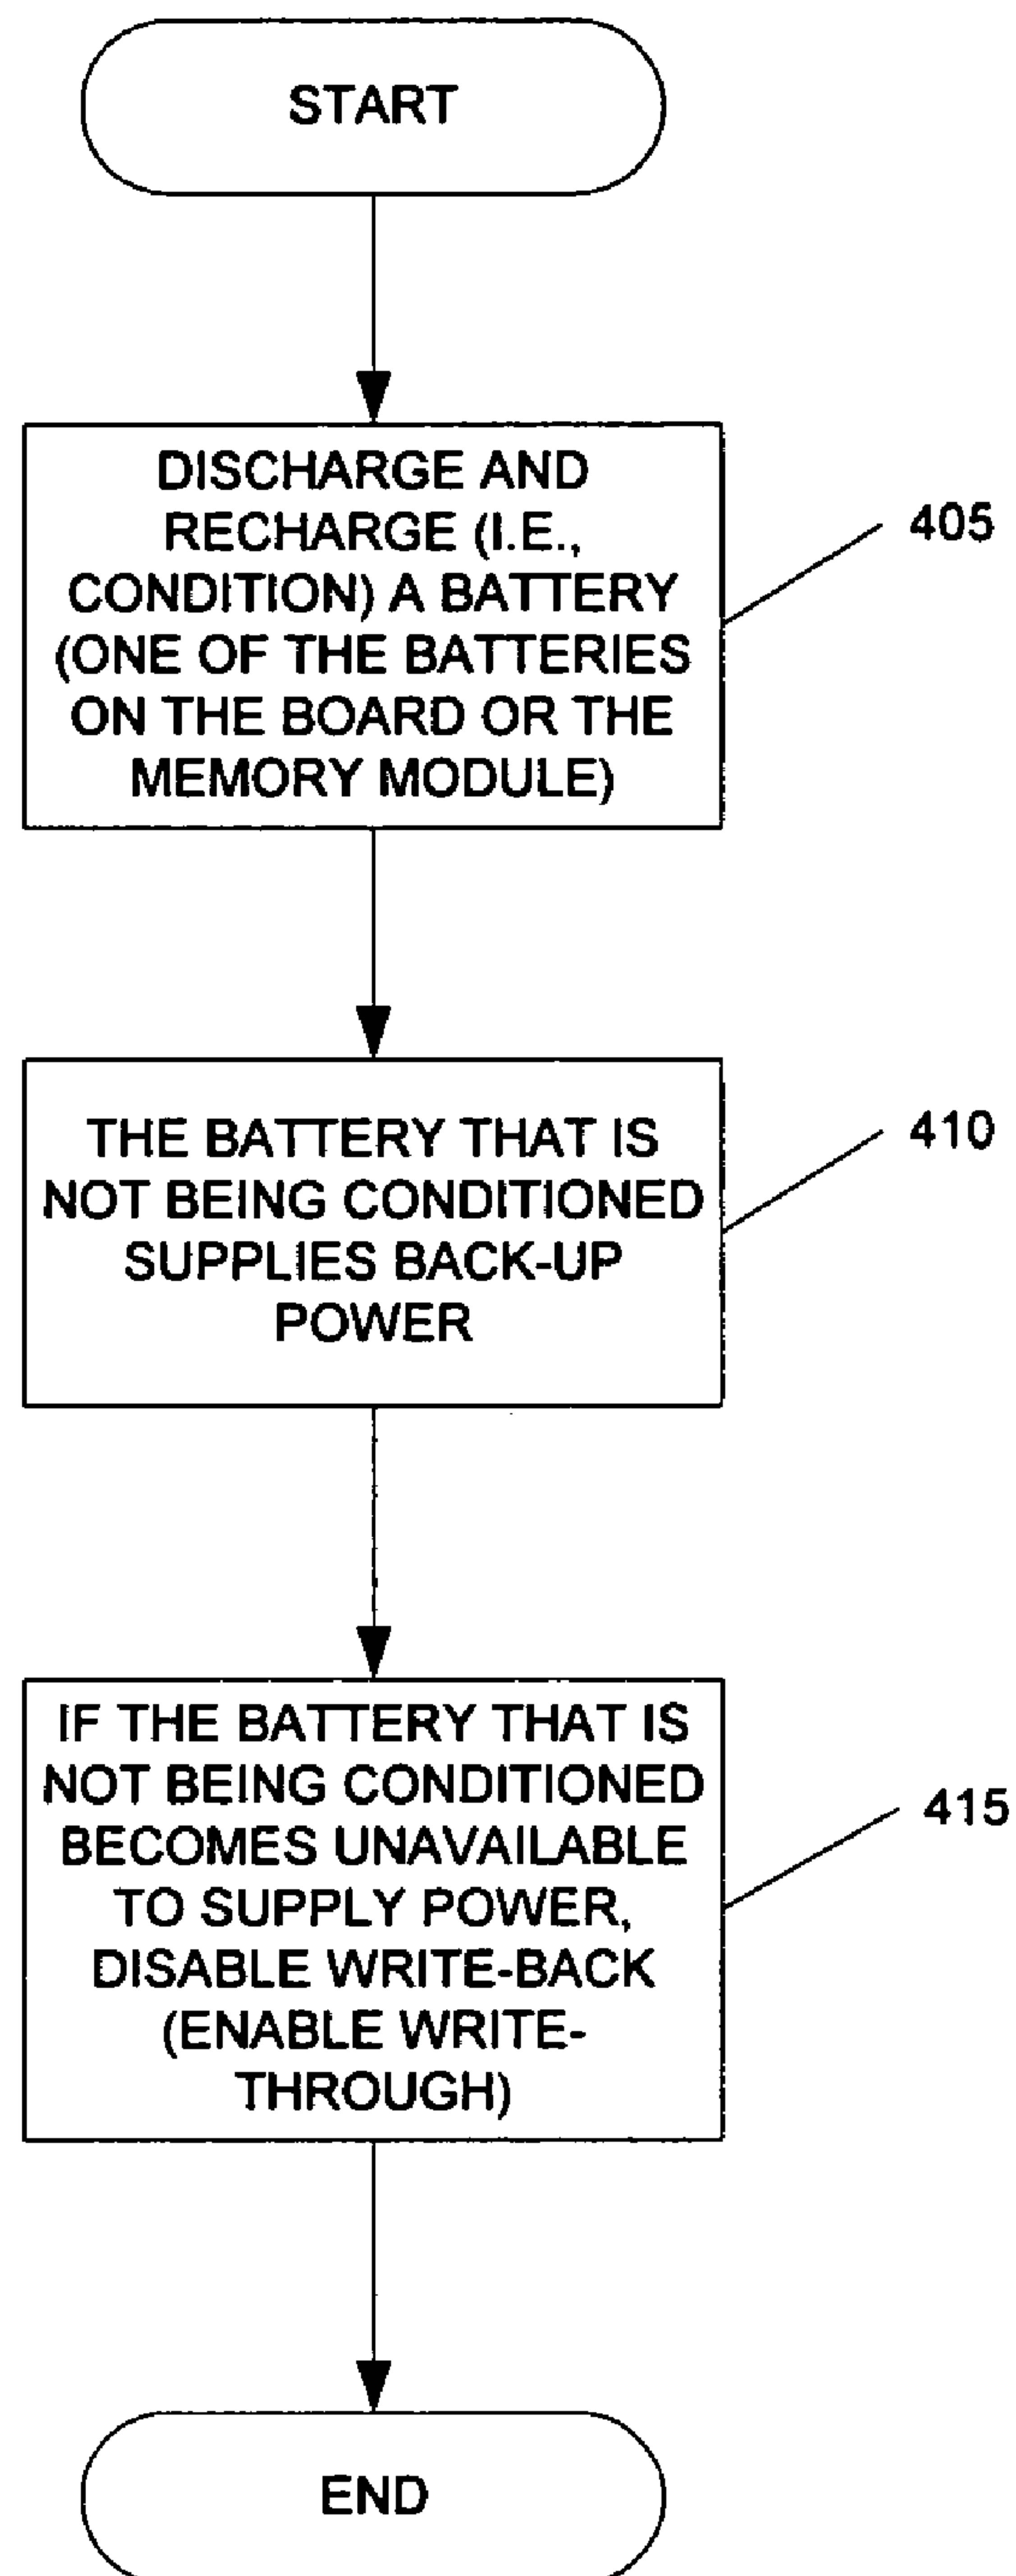 START
DISCHARGE AND
RECHARGE (I.E.,
CONDITION) A BATTERY
(ONE OF THE BATTERIES
ON THE BOARD OR THE
MEMORY MODULE)
405
THE BATTERY THAT IS
NOT BEING CONDITIONED
SUPPLIES BACK-UP
POWER
410
IF THE BATTERY THAT IS
NOT BEING CONDITIONED
BECOMES UNAVAILABLE
TO SUPPLY POWER,
DISABLE WRITE-BACK
(ENABLE WRITE-
THROUGH)
415
END